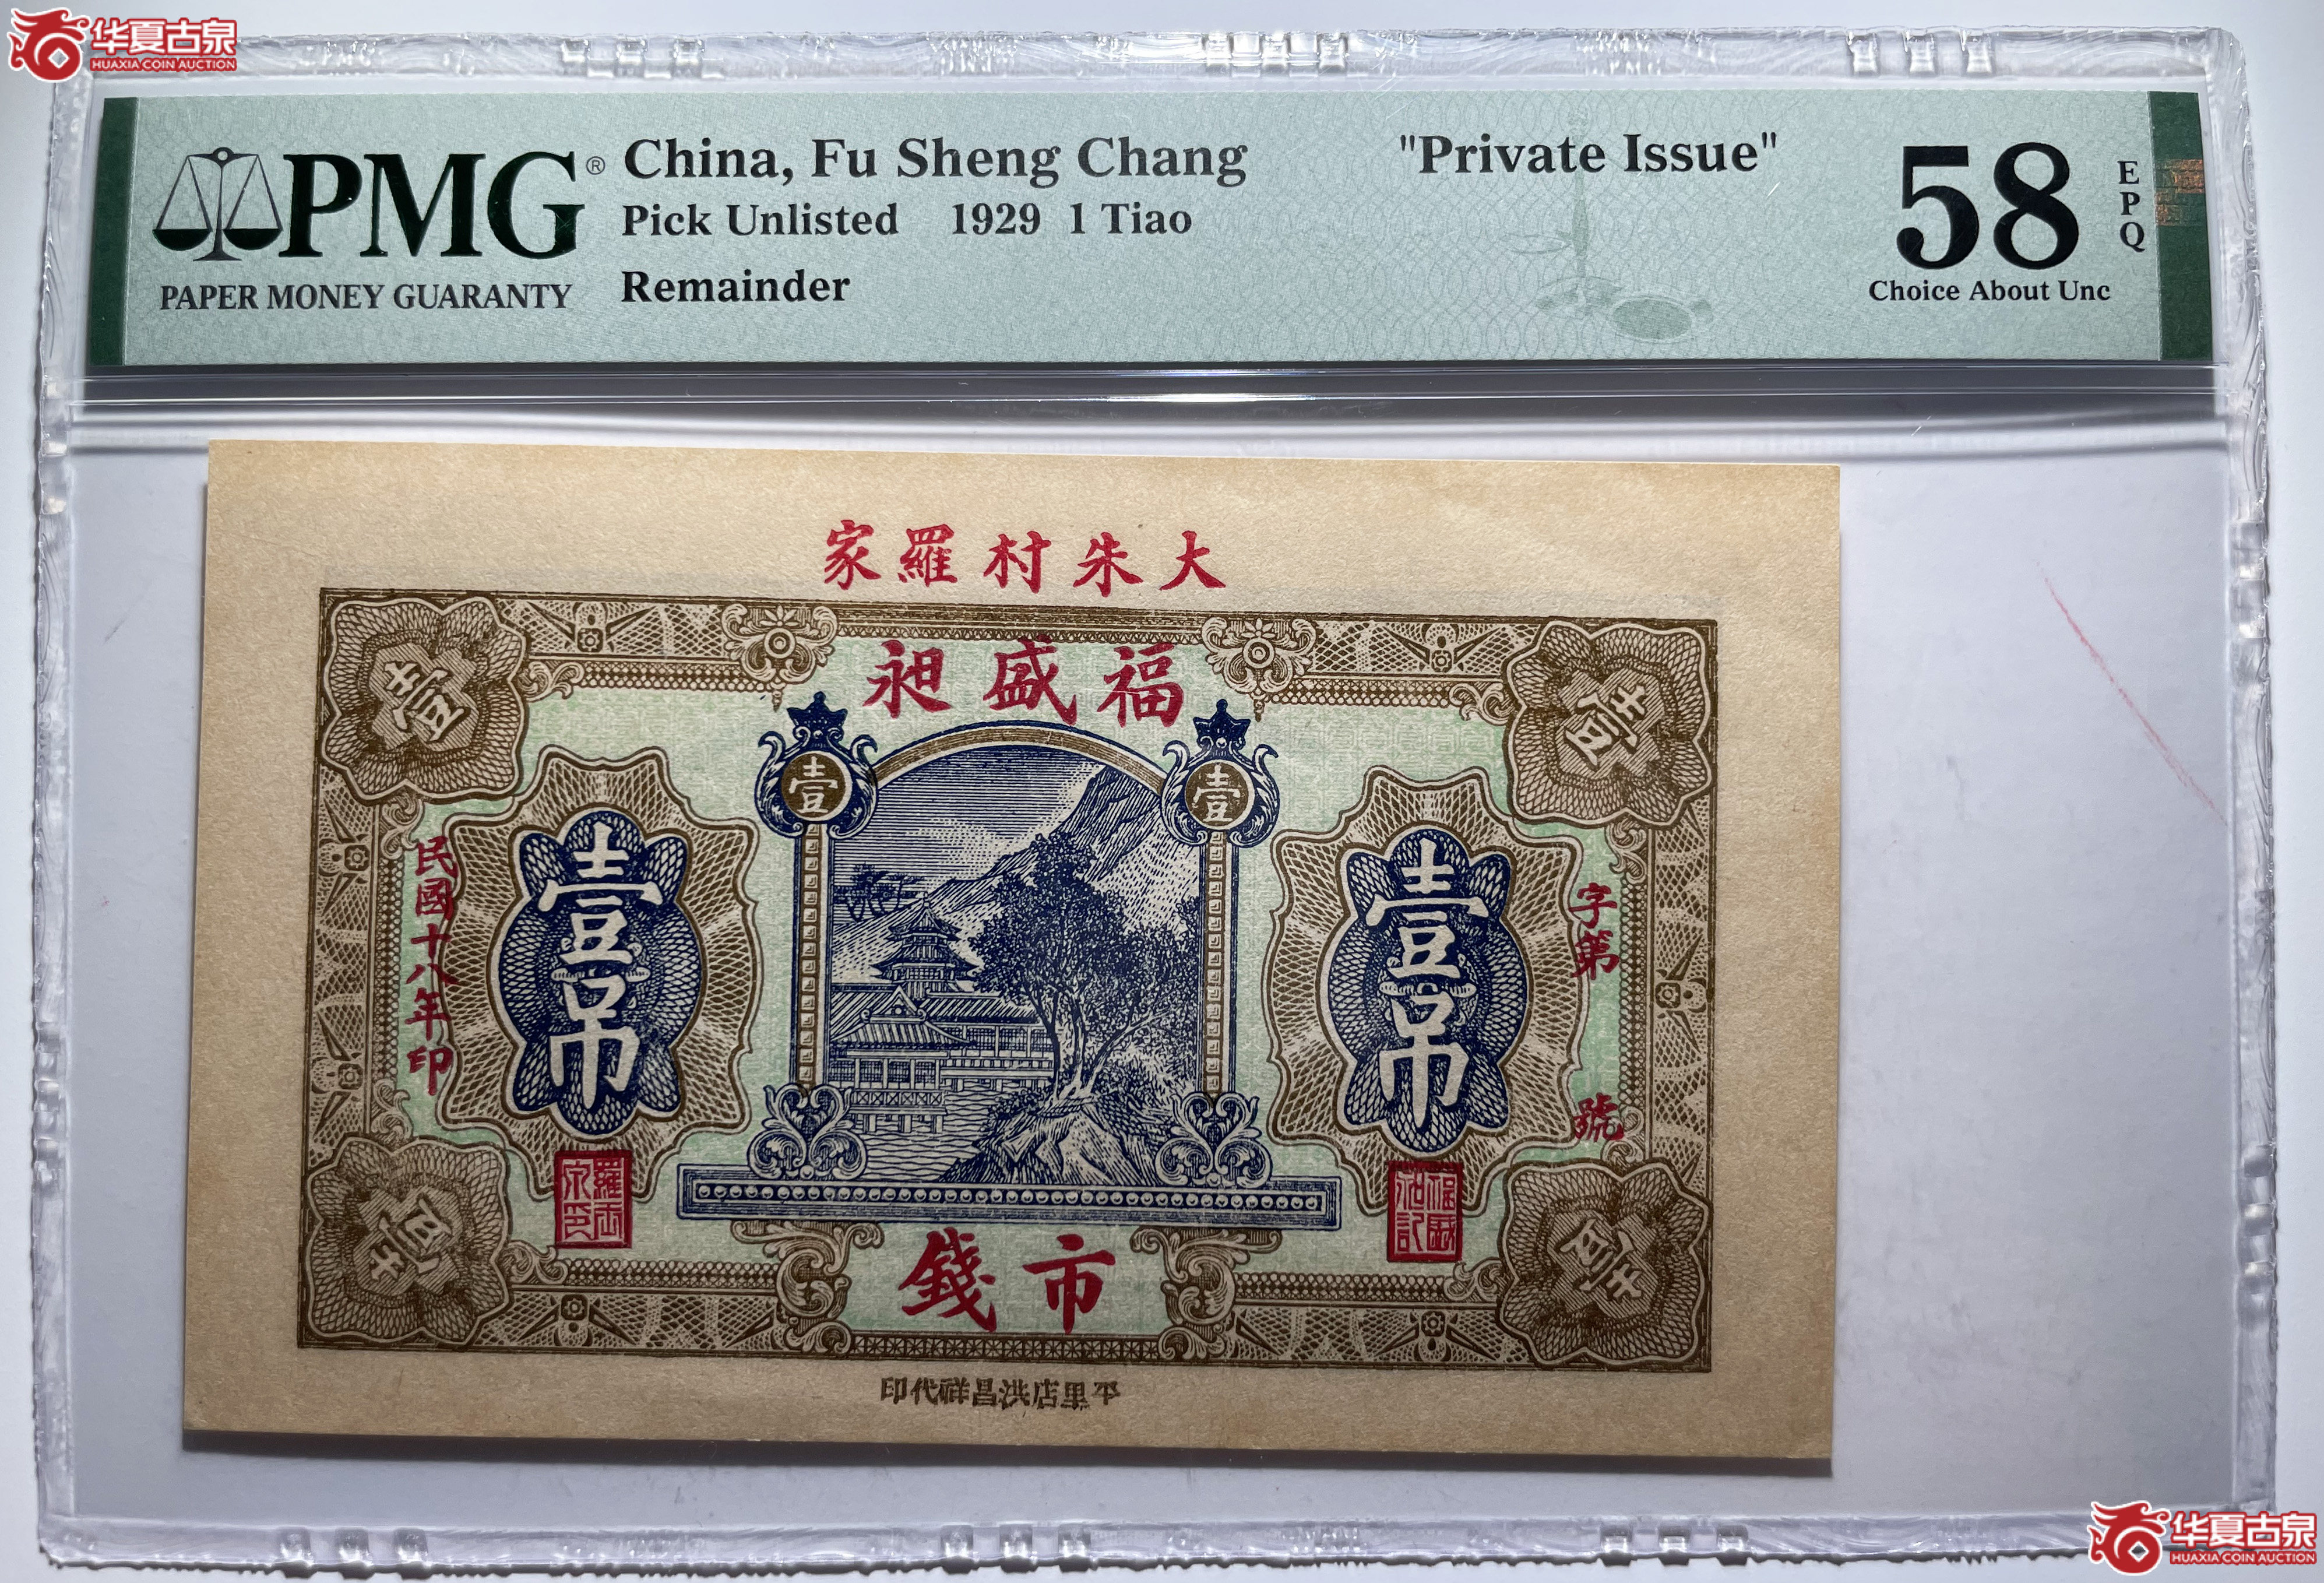 华夏古泉
HUAXIA COIN AUCTION
PMG®
PAPER MONEY GUARANTY
China, Fu Sheng Chang
"Private Issue"
Pick Unlisted 1929 1 Tiao
Remainder
58
EPQ
Choice About Unc
家羅村朱大
昶盛福
壹
壹
壹
壹
壹吊
壹吊
民國十八年印
字第
號
壹
壹
錢市
印代祥昌洪店里平
华夏古泉
HUAXIA COIN AUCTION